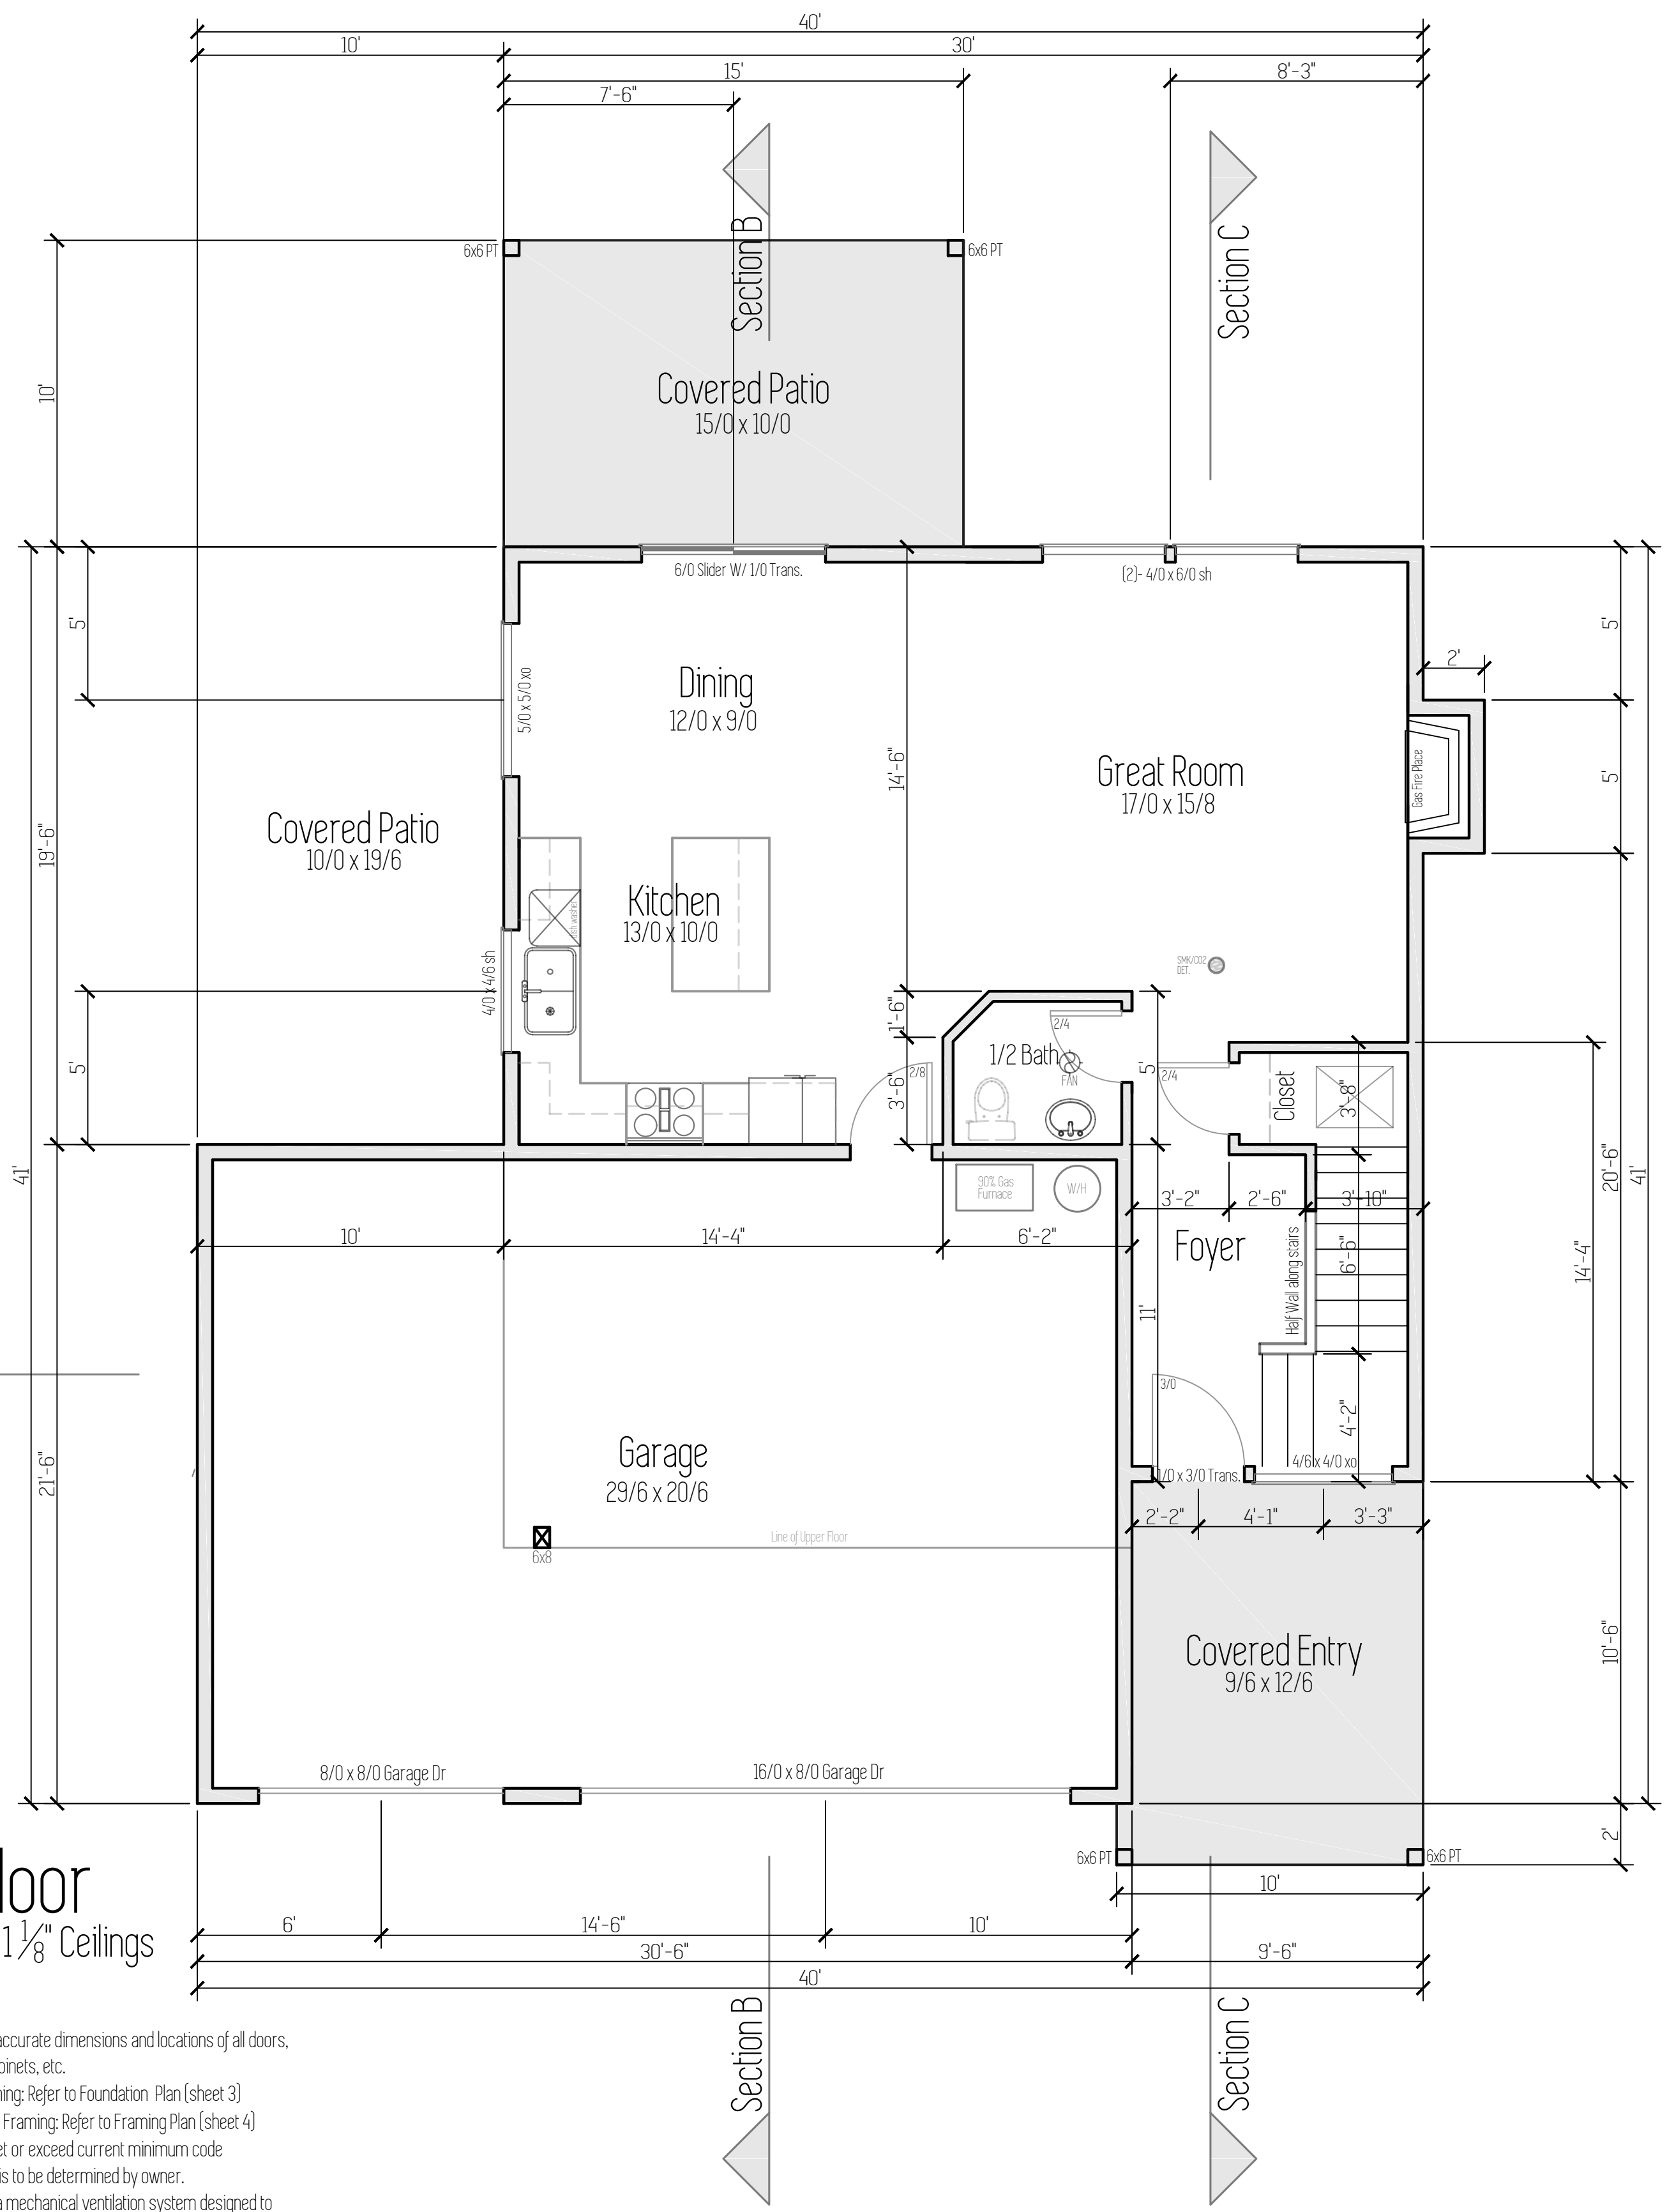 40'
10'
30'
15'
8'-3"
7'-6"
Section B
Section C
6x6 PT
6x6 PT
10'
Covered Patio
15/0 x 10/0
6/0 Slider W/ 1/0 Trans.
(2)- 4/0 x 6/0 sh
5'
5'
2'
5/0 x 5/0 xo
Dining
12/0 x 9/0
14'-6"
Great Room
17/0 x 15/8
Gas Fire Place
5'
19'-6"
Covered Patio
10/0 x 19/6
Kitchen
13/0 x 10/0
dish washer
4/0 x 4/6 sh
SMK/CO2
DET.
1'-6"
2/4
1/2 Bath
FAN
5'
5'
3'-6"
2/8
2/4
Closet
3'-8"
41'
20'-6"
41'
90% Gas
Furnace
W/H
3'-2"
2'-6"
3'-10"
10'
14'-4"
6'-2"
Foyer
Half Wall along stairs
6'-6"
14'-4"
11'
3/0
4'-2"
21'-6"
Garage
29/6 x 20/6
1/0 x 3/0 Trans.
4/6 x 4/0 xo
2'-2"
4'-1"
3'-3"
Line of Upper Floor
6x8
Covered Entry
9/6 x 12/6
10'-6"
8/0 x 8/0 Garage Dr
16/0 x 8/0 Garage Dr
2'
6x6 PT
6x6 PT
10'
loor
1 1/8" Ceilings
6'
14'-6"
10'
30'-6"
9'-6"
40'
Section B
Section C
accurate dimensions and locations of all doors,
binets, etc.
ning: Refer to Foundation Plan (sheet 3)
Framing: Refer to Framing Plan (sheet 4)
et or exceed current minimum code
is to be determined by owner.
a mechanical ventilation system designed to